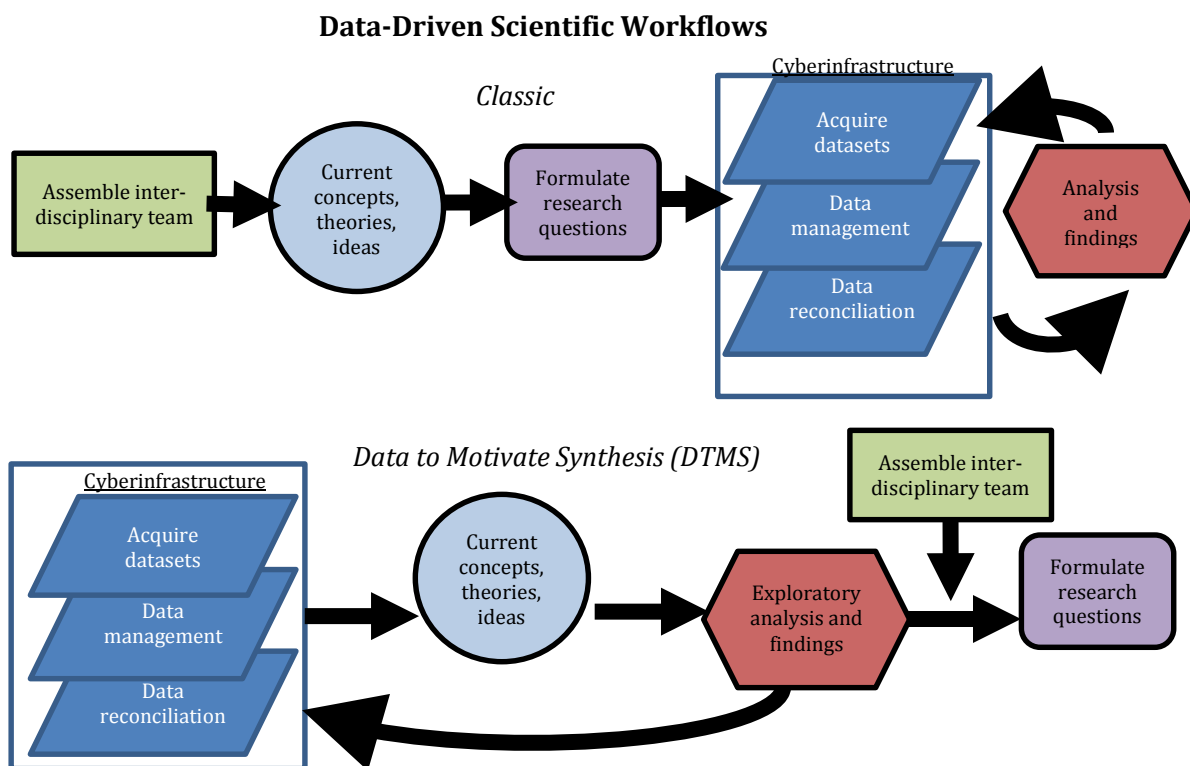 Data-Driven Scientific Workflows
Classic
Cyberinfrastructure
Assemble inter-
disciplinary team
Current
concepts,
theories,
ideas
Formulate
research
questions
Acquire
datasets
Data
management
Data
reconciliation
Analysis
and
findings
Data to Motivate Synthesis (DTMS)
Cyberinfrastructure
Acquire
datasets
Data
management
Data
reconciliation
Current
concepts,
theories,
ideas
Exploratory
analysis and
findings
Assemble inter-
disciplinary team
Formulate
research
questions